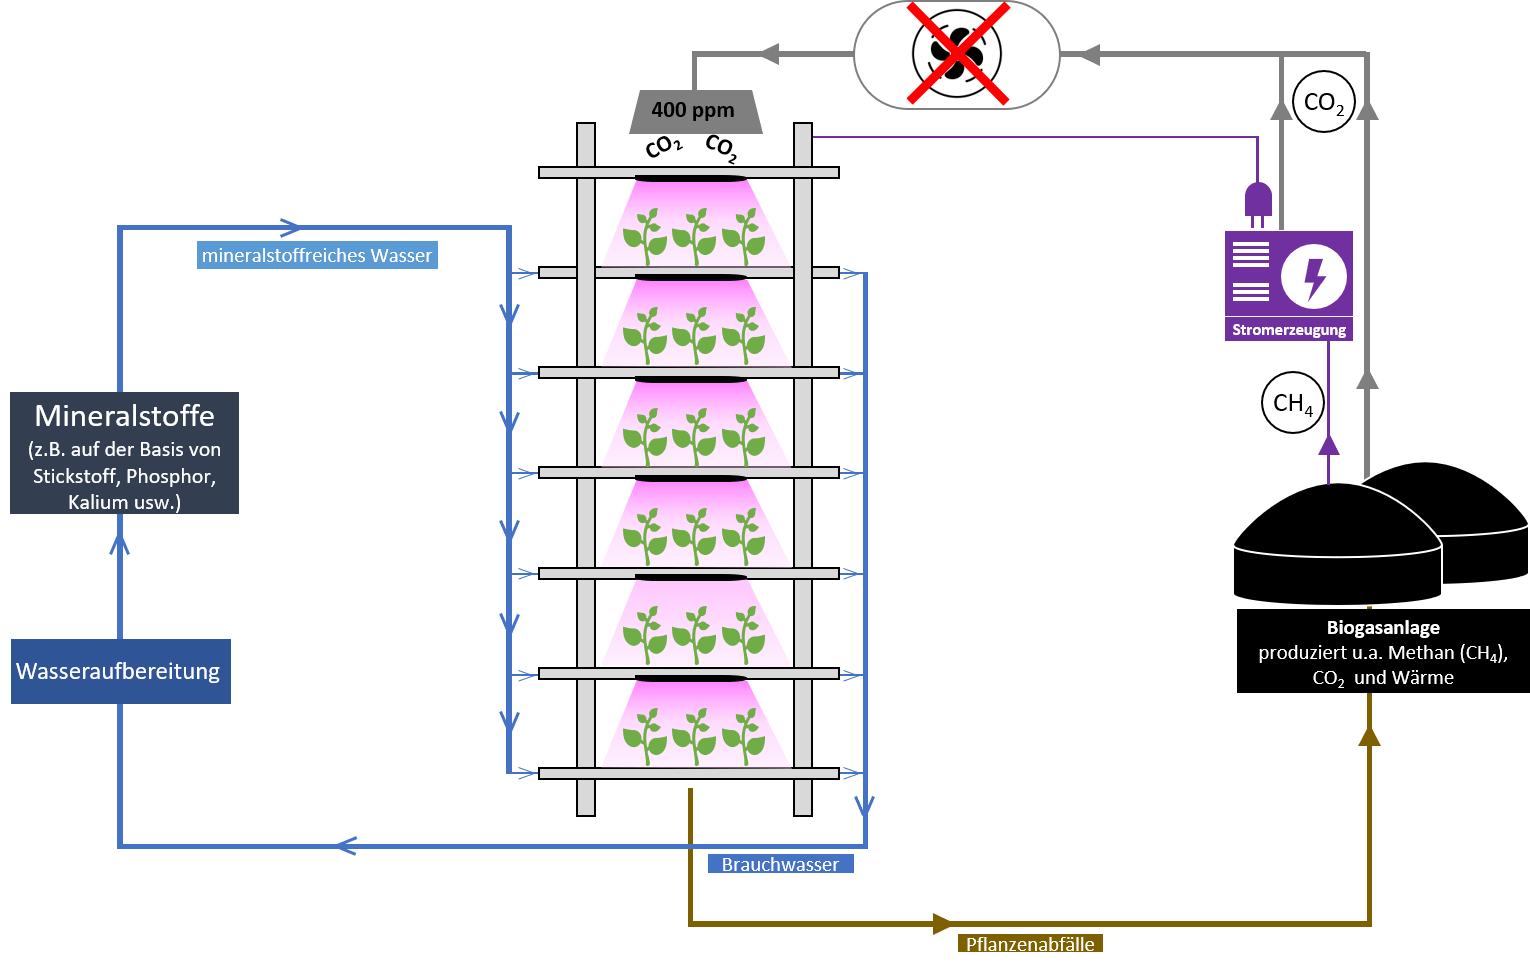 400 ppm
CO₂ CO₂
CO₂
mineralstoffreiches Wasser
Stromerzeugung
CH₄
Mineralstoffe
(z.B. auf der Basis von
Stickstoff, Phosphor,
Kalium usw.)
Wasseraufbereitung
Biogasanlage
produziert u.a. Methan (CH₄),
CO₂ und Wärme
Brauchwasser
Pflanzenabfälle